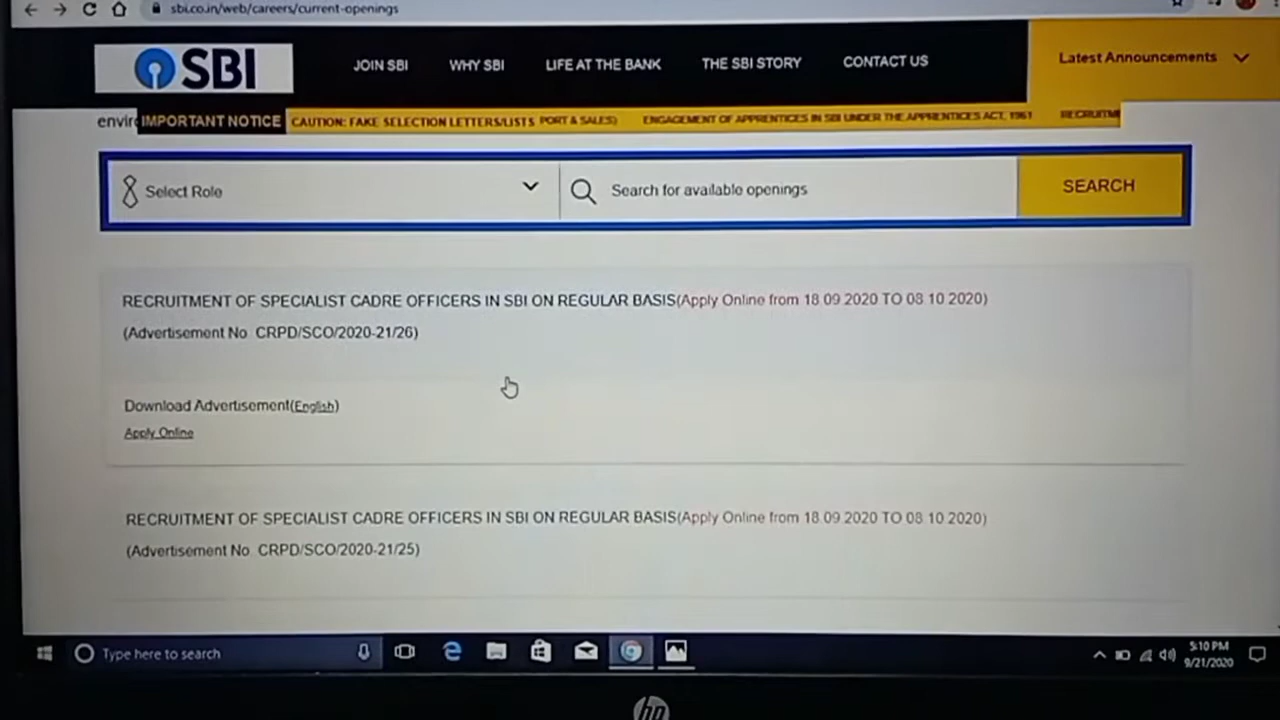 sbi.co.in/web/careers/current-openings
SBI
JOIN SBI
WHY SBI
LIFE AT THE BANK
THE SBI STORY
CONTACT US
Latest Announcements
envir IMPORTANT NOTICE CAUTION: FAKE SELECTION LETTERS/LISTS PORT & SALES) ENGAGEMENT OF APPRENTICES IN SBI UNDER THE APPRENTICES ACT, 1961
Select Role
Search for available openings
SEARCH
RECRUITMENT OF SPECIALIST CADRE OFFICERS IN SBI ON REGULAR BASIS(Apply Online from 18.09.2020 TO 08.10.2020)
(Advertisement No. CRPD/SCO/2020-21/26)
Download Advertisement(English)
Apply Online
RECRUITMENT OF SPECIALIST CADRE OFFICERS IN SBI ON REGULAR BASIS(Apply Online from 18.09.2020 TO 08.10.2020)
(Advertisement No. CRPD/SCO/2020-21/25)
Type here to search
5:10 PM
9/21/2020
hp